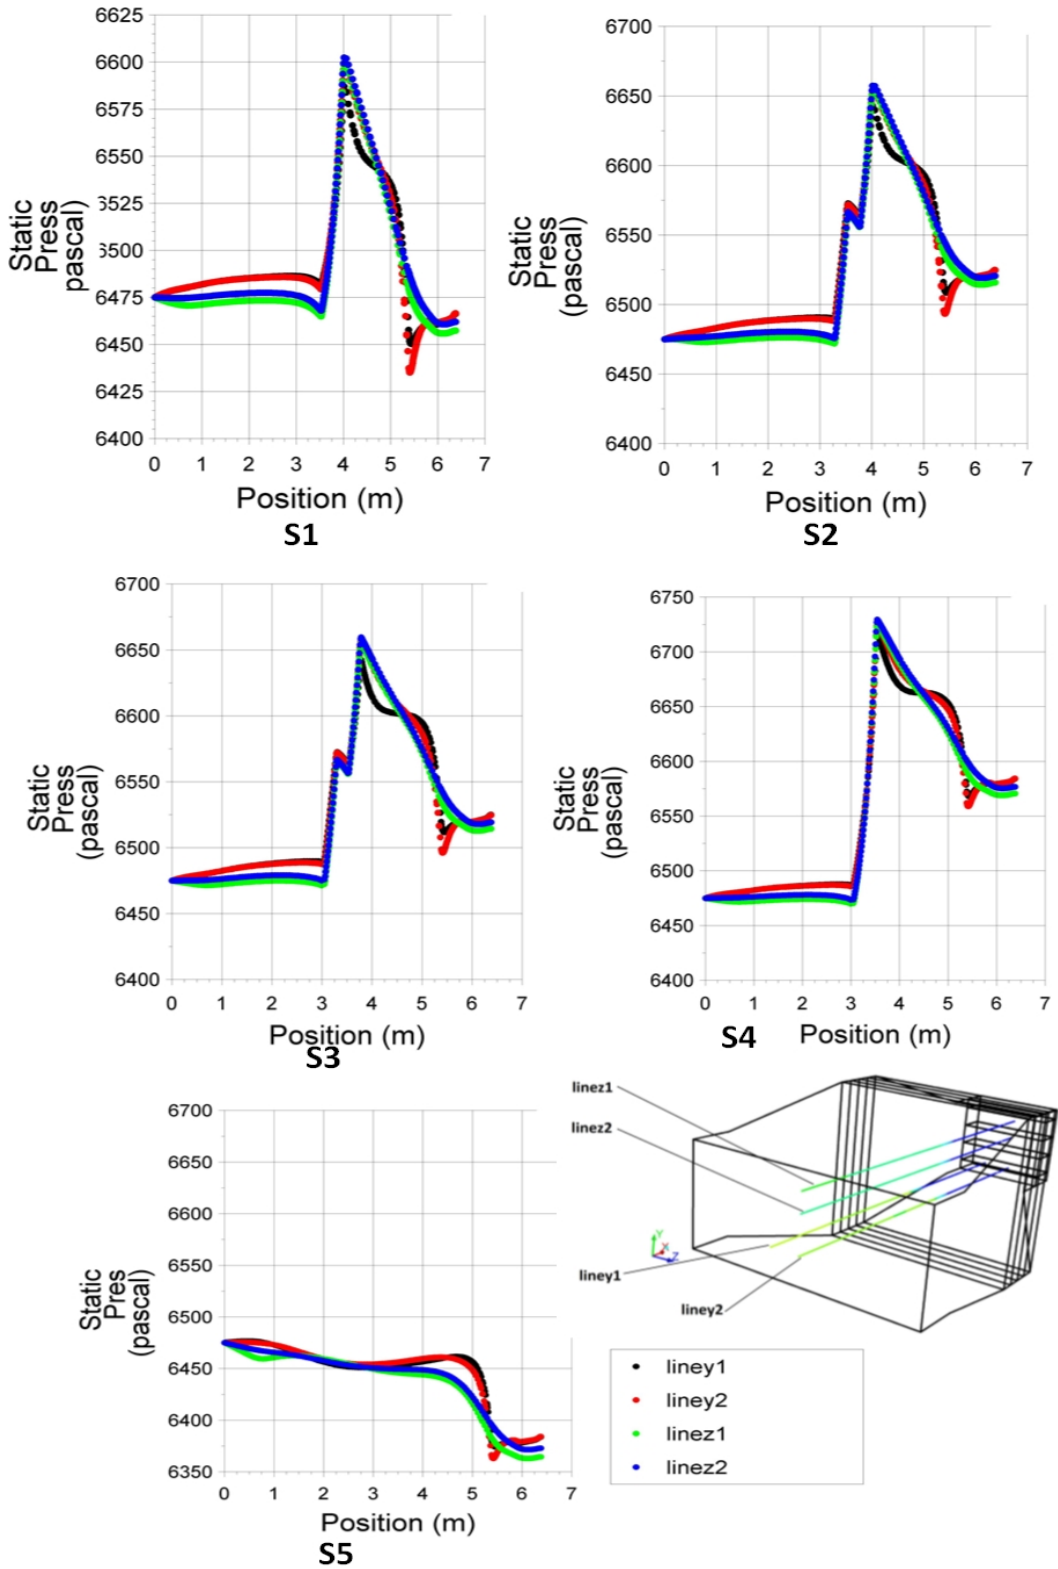 6625
6600
6575
6550
6525
6500
6475
6450
6425
6400
Static
Press
pascal)
0 1 2 3 4 5 6 7
Position (m)
S1
6700
6650
6600
6550
6500
6450
6400
Static
Press
(pascal)
0 1 2 3 4 5 6 7
Position (m)
S2
6700
6650
6600
6550
6500
6450
6400
Static
Press
(pascal)
0 1 2 3 4 5 6 7
Position (m)
S3
6750
6700
6650
6600
6550
6500
6450
6400
Static
Press
(pascal)
0 1 2 3 4 5 6 7
S4 Position (m)
6700
6650
6600
6550
6500
6450
6400
6350
Static
Pres
(pascal)
0 1 2 3 4 5 6 7
Position (m)
S5
linez1
linez2
Y
X
Z
liney1
liney2
liney1
liney2
linez1
linez2